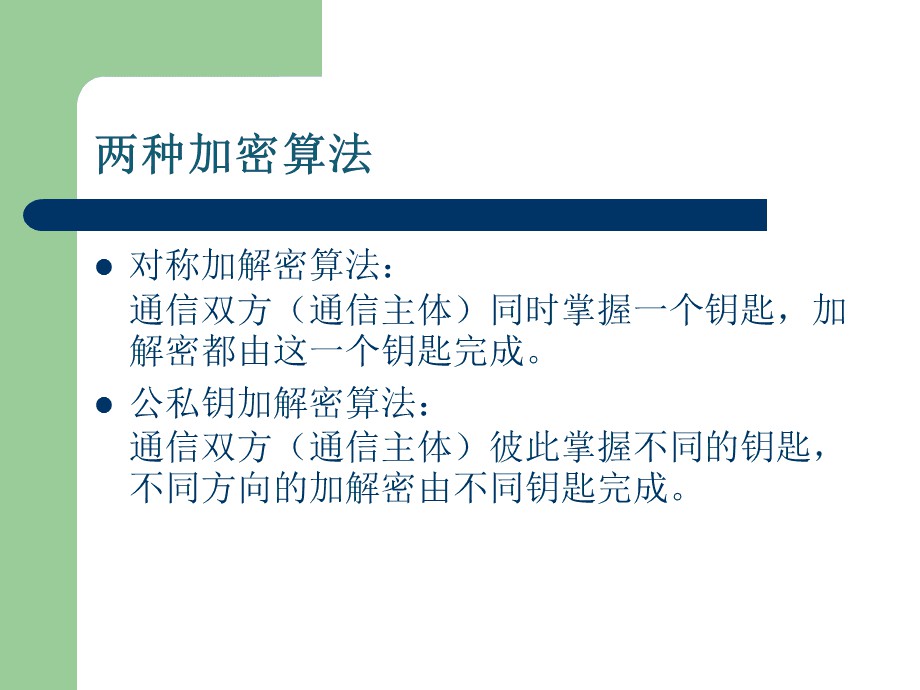 两种加密算法
对称加解密算法：
通信双方（通信主体）同时掌握一个钥匙，加
解密都由这一个钥匙完成。
公私钥加解密算法：
通信双方（通信主体）彼此掌握不同的钥匙，
不同方向的加解密由不同钥匙完成。